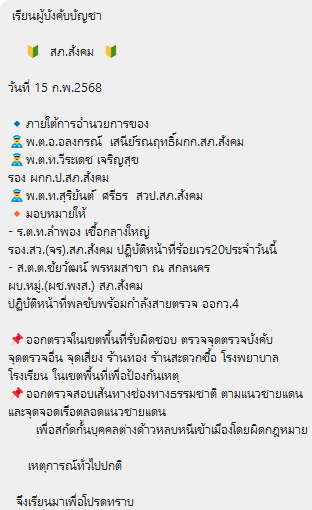 เรียนผู้บังคับบัญชา
🔰 สภ.สังคม 🔰
วันที่ 15 ก.พ.2568
🔹ภายใต้การอำนวยการของ
👮พ.ต.อ.อลงกรณ์ เสนีย์รณฤทธิ์ผกก.สภ.สังคม
👮พ.ต.ท.วีระเดช เจริญสุข
รอง ผกก.ป.สภ.สังคม
👮พ.ต.ท.สุริยันต์ ศรีธร สวป.สภ.สังคม
🔸มอบหมายให้
- ร.ต.ท.ลำพอง เชื้อกลางใหญ่
รองสว.(จร).สภ.สังคม ปฏิบัติหน้าที่ร้อยเวร20ประจำวันนี้
- ส.ต.ต.ชัยวัฒน์ พรหมสาขา ณ สกลนคร
ผบ.หมู่.(ผช.พงส.) สภ.สังคม
ปฏิบัติหน้าที่พลขับพร้อมกำลังสายตรวจ ออกว.4
📌ออกตรวจในเขตพื้นที่รับผิดชอบ ตรวจจุดตรวจบังคับ
จุดตรวจอื่น จุดเสี่ยง ร้านทอง ร้านสะดวกซื้อ โรงพยาบาล
โรงเรียน ในเขตพื้นที่เพื่อป้องกันเหตุ
📌ออกตรวจสอบเส้นทางช่องทางธรรมชาติ ตามแนวชายแดน
และจุดจอดเรือตลอดแนวชายแดน
เพื่อสกัดกั้นบุคคลต่างด้าวหลบหนีเข้าเมืองโดยผิดกฎหมาย
เหตุการณ์ทั่วไปปกติ
จึงเรียนมาเพื่อโปรดทราบ